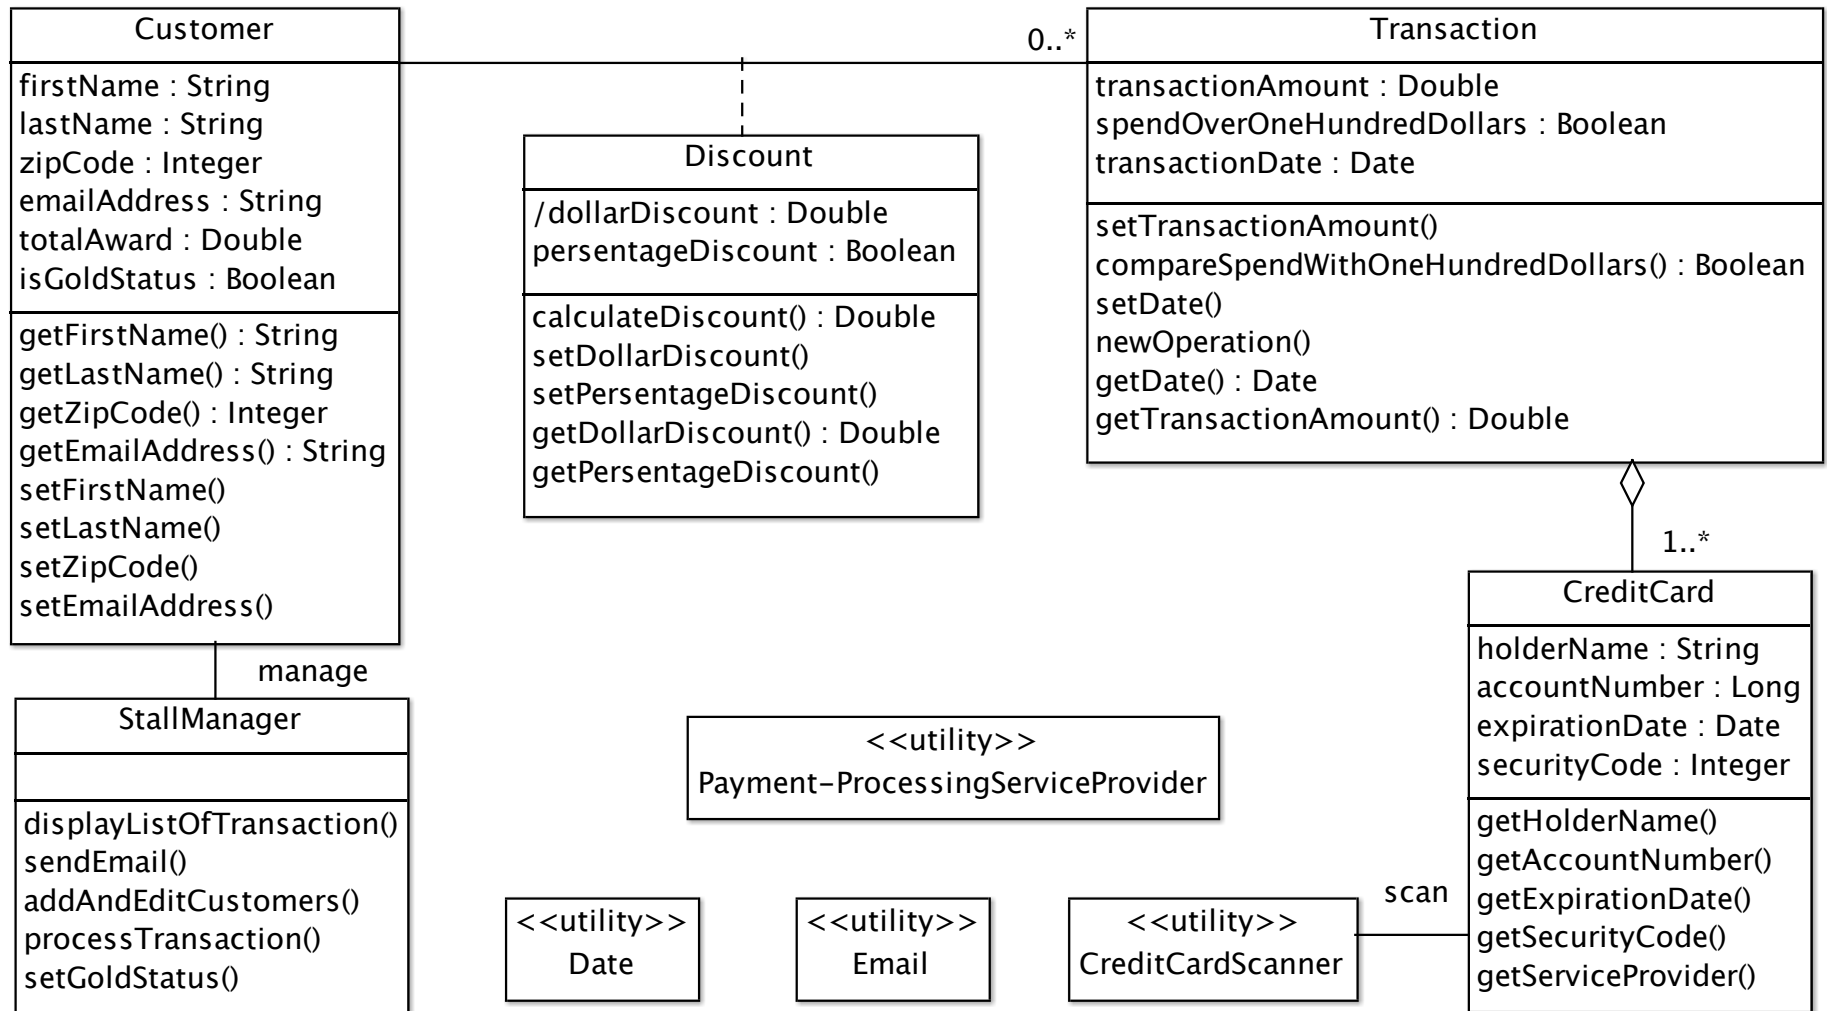 Customer
firstName : String
lastName : String
zipCode : Integer
emailAddress : String
totalAward : Double
isGoldStatus : Boolean
getFirstName() : String
getLastName() : String
getZipCode() : Integer
getEmailAddress() : String
setFirstName()
setLastName()
setZipCode()
setEmailAddress()
0..*
Discount
/dollarDiscount : Double
persentageDiscount : Boolean
calculateDiscount() : Double
setDollarDiscount()
setPersentageDiscount()
getDollarDiscount() : Double
getPersentageDiscount()
Transaction
transactionAmount : Double
spendOverOneHundredDollars : Boolean
transactionDate : Date
setTransactionAmount()
compareSpendWithOneHundredDollars() : Boolean
setDate()
newOperation()
getDate() : Date
getTransactionAmount() : Double
1..*
manage
StallManager
displayListOfTransaction()
sendEmail()
addAndEditCustomers()
processTransaction()
setGoldStatus()
<<utility>>
Payment-ProcessingServiceProvider
<<utility>>
Date
<<utility>>
Email
<<utility>>
CreditCardScanner
scan
CreditCard
holderName : String
accountNumber : Long
expirationDate : Date
securityCode : Integer
getHolderName()
getAccountNumber()
getExpirationDate()
getSecurityCode()
getServiceProvider()